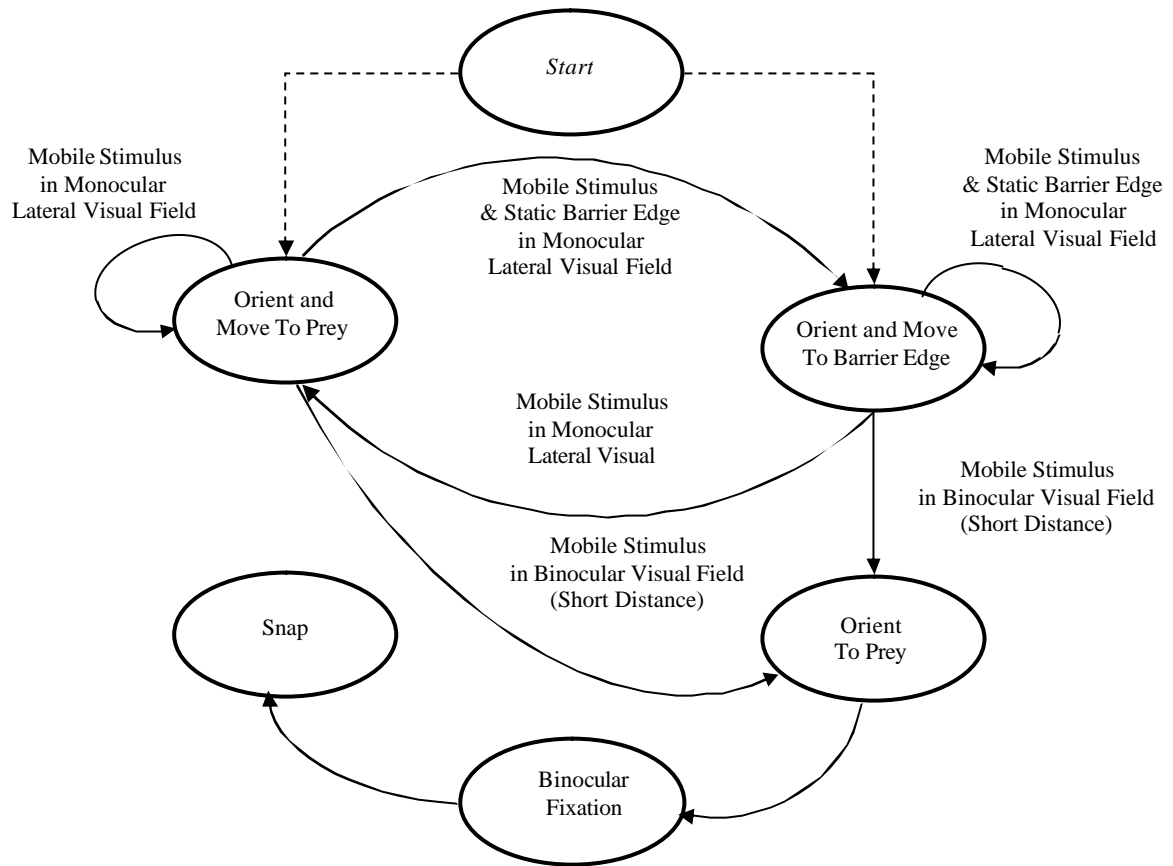 Start
Mobile Stimulus
in Monocular
Lateral Visual Field
Mobile Stimulus
& Static Barrier Edge
in Monocular
Lateral Visual Field
Mobile Stimulus
& Static Barrier Edge
in Monocular
Lateral Visual Field
Orient and
Move To Prey
Orient and Move
To Barrier Edge
Mobile Stimulus
in Monocular
Lateral Visual
Mobile Stimulus
in Binocular Visual Field
(Short Distance)
Mobile Stimulus
in Binocular Visual Field
(Short Distance)
Snap
Orient
To Prey
Binocular
Fixation